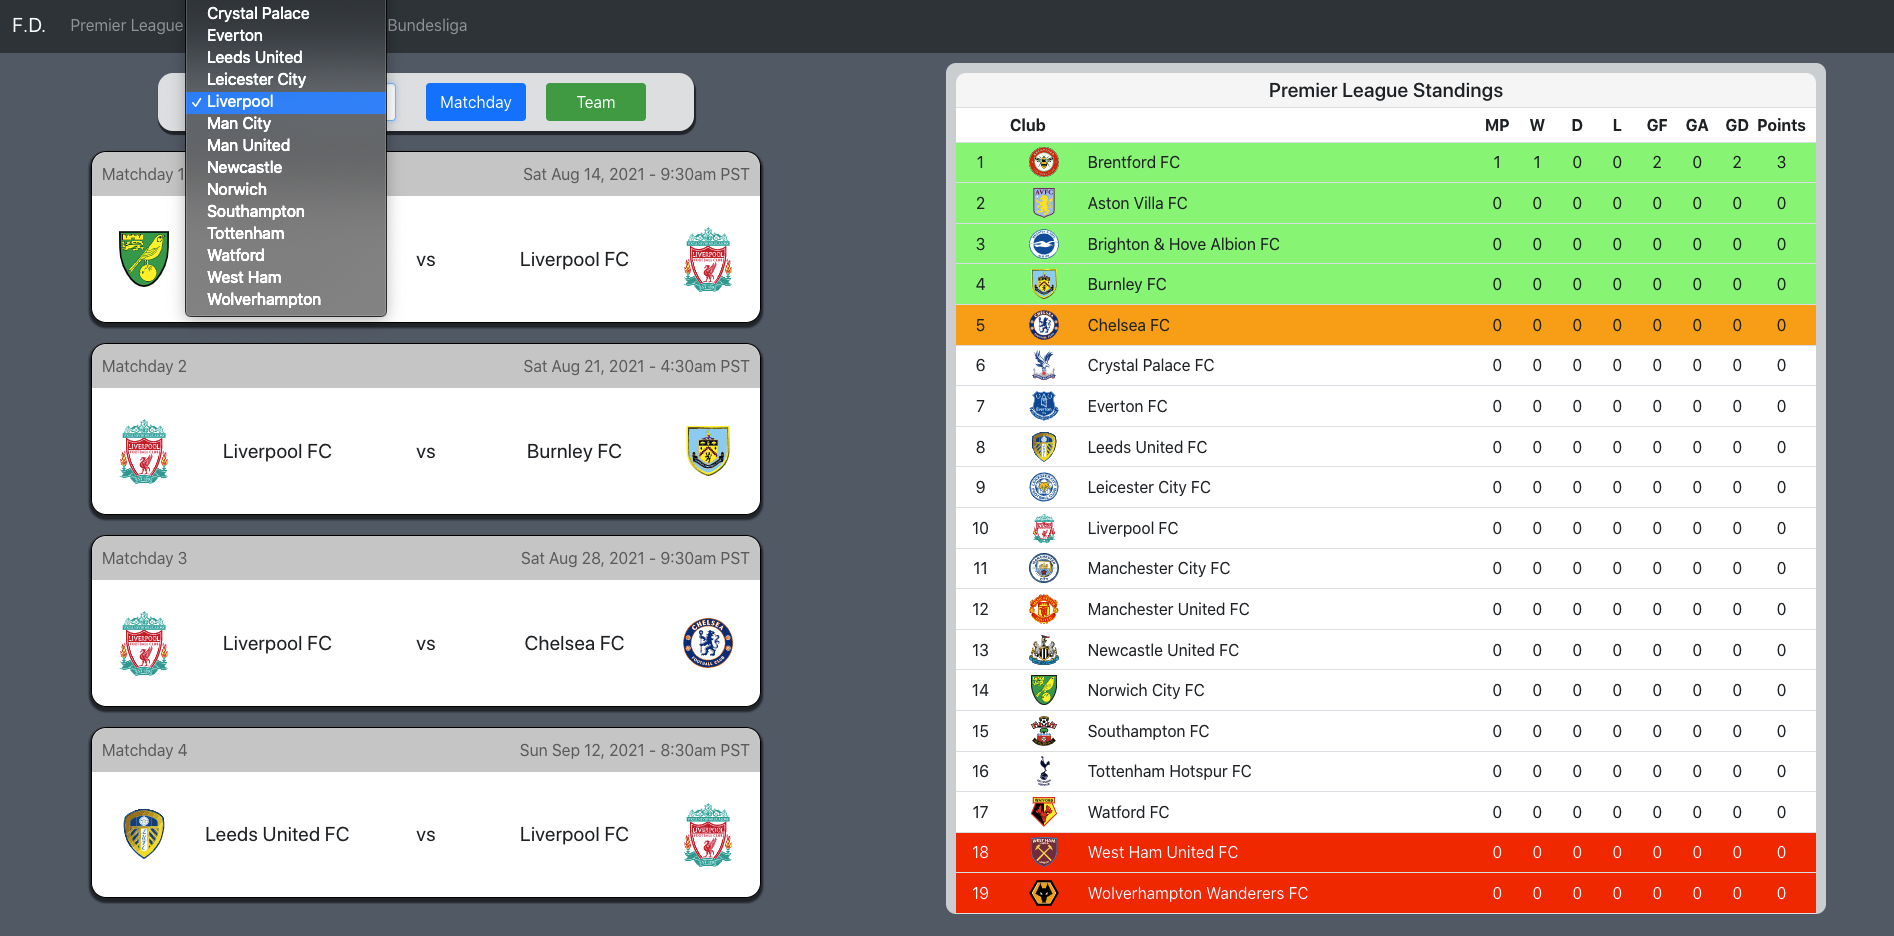 F.D. Premier League Bundesliga
Crystal Palace
Everton
Leeds United
Leicester City
✓ Liverpool
Man City
Man United
Newcastle
Norwich
Southampton
Tottenham
Watford
West Ham
Wolverhampton
Matchday Team
Matchday 1 Sat Aug 14, 2021 - 9:30am PST
vs Liverpool FC
Matchday 2 Sat Aug 21, 2021 - 4:30am PST
Liverpool FC vs Burnley FC
Matchday 3 Sat Aug 28, 2021 - 9:30am PST
Liverpool FC vs Chelsea FC
Matchday 4 Sun Sep 12, 2021 - 8:30am PST
Leeds United FC vs Liverpool FC
Premier League Standings
Club MP W D L GF GA GD Points
1 Brentford FC 1 1 0 0 2 0 2 3
2 Aston Villa FC 0 0 0 0 0 0 0 0
3 Brighton & Hove Albion FC 0 0 0 0 0 0 0 0
4 Burnley FC 0 0 0 0 0 0 0 0
5 Chelsea FC 0 0 0 0 0 0 0 0
6 Crystal Palace FC 0 0 0 0 0 0 0 0
7 Everton FC 0 0 0 0 0 0 0 0
8 Leeds United FC 0 0 0 0 0 0 0 0
9 Leicester City FC 0 0 0 0 0 0 0 0
10 Liverpool FC 0 0 0 0 0 0 0 0
11 Manchester City FC 0 0 0 0 0 0 0 0
12 Manchester United FC 0 0 0 0 0 0 0 0
13 Newcastle United FC 0 0 0 0 0 0 0 0
14 Norwich City FC 0 0 0 0 0 0 0 0
15 Southampton FC 0 0 0 0 0 0 0 0
16 Tottenham Hotspur FC 0 0 0 0 0 0 0 0
17 Watford FC 0 0 0 0 0 0 0 0
18 West Ham United FC 0 0 0 0 0 0 0 0
19 Wolverhampton Wanderers FC 0 0 0 0 0 0 0 0